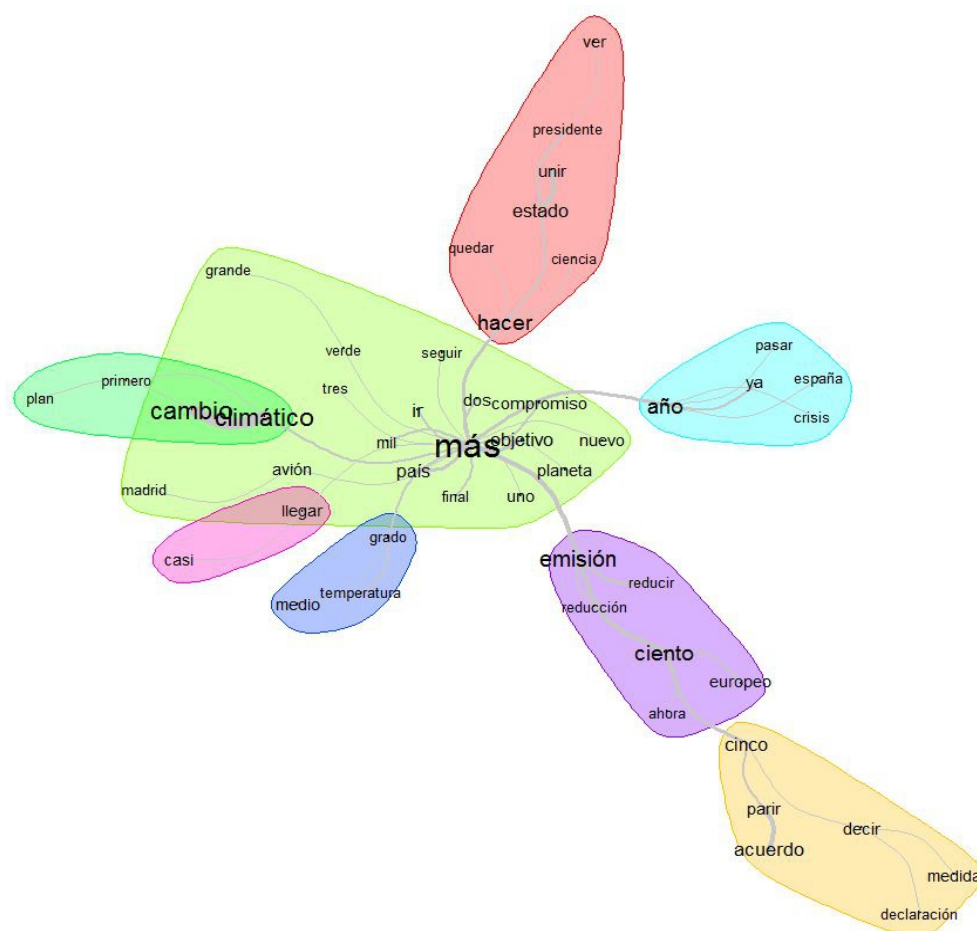 ver
presidente
unir
estado
quedar
ciencia
hacer
grande
verde
seguir
pasar
ya
españa
tres
primero
plan
cambio
climático
ir
dos
compromiso
año
crisis
mil
más
objetivo
nuevo
país
planeta
avión
madrid
final
uno
llegar
grado
casi
emisión
medio
temperatura
reducir
reducción
ciento
europeo
ahora
cinco
parir
decir
acuerdo
medida
declaración